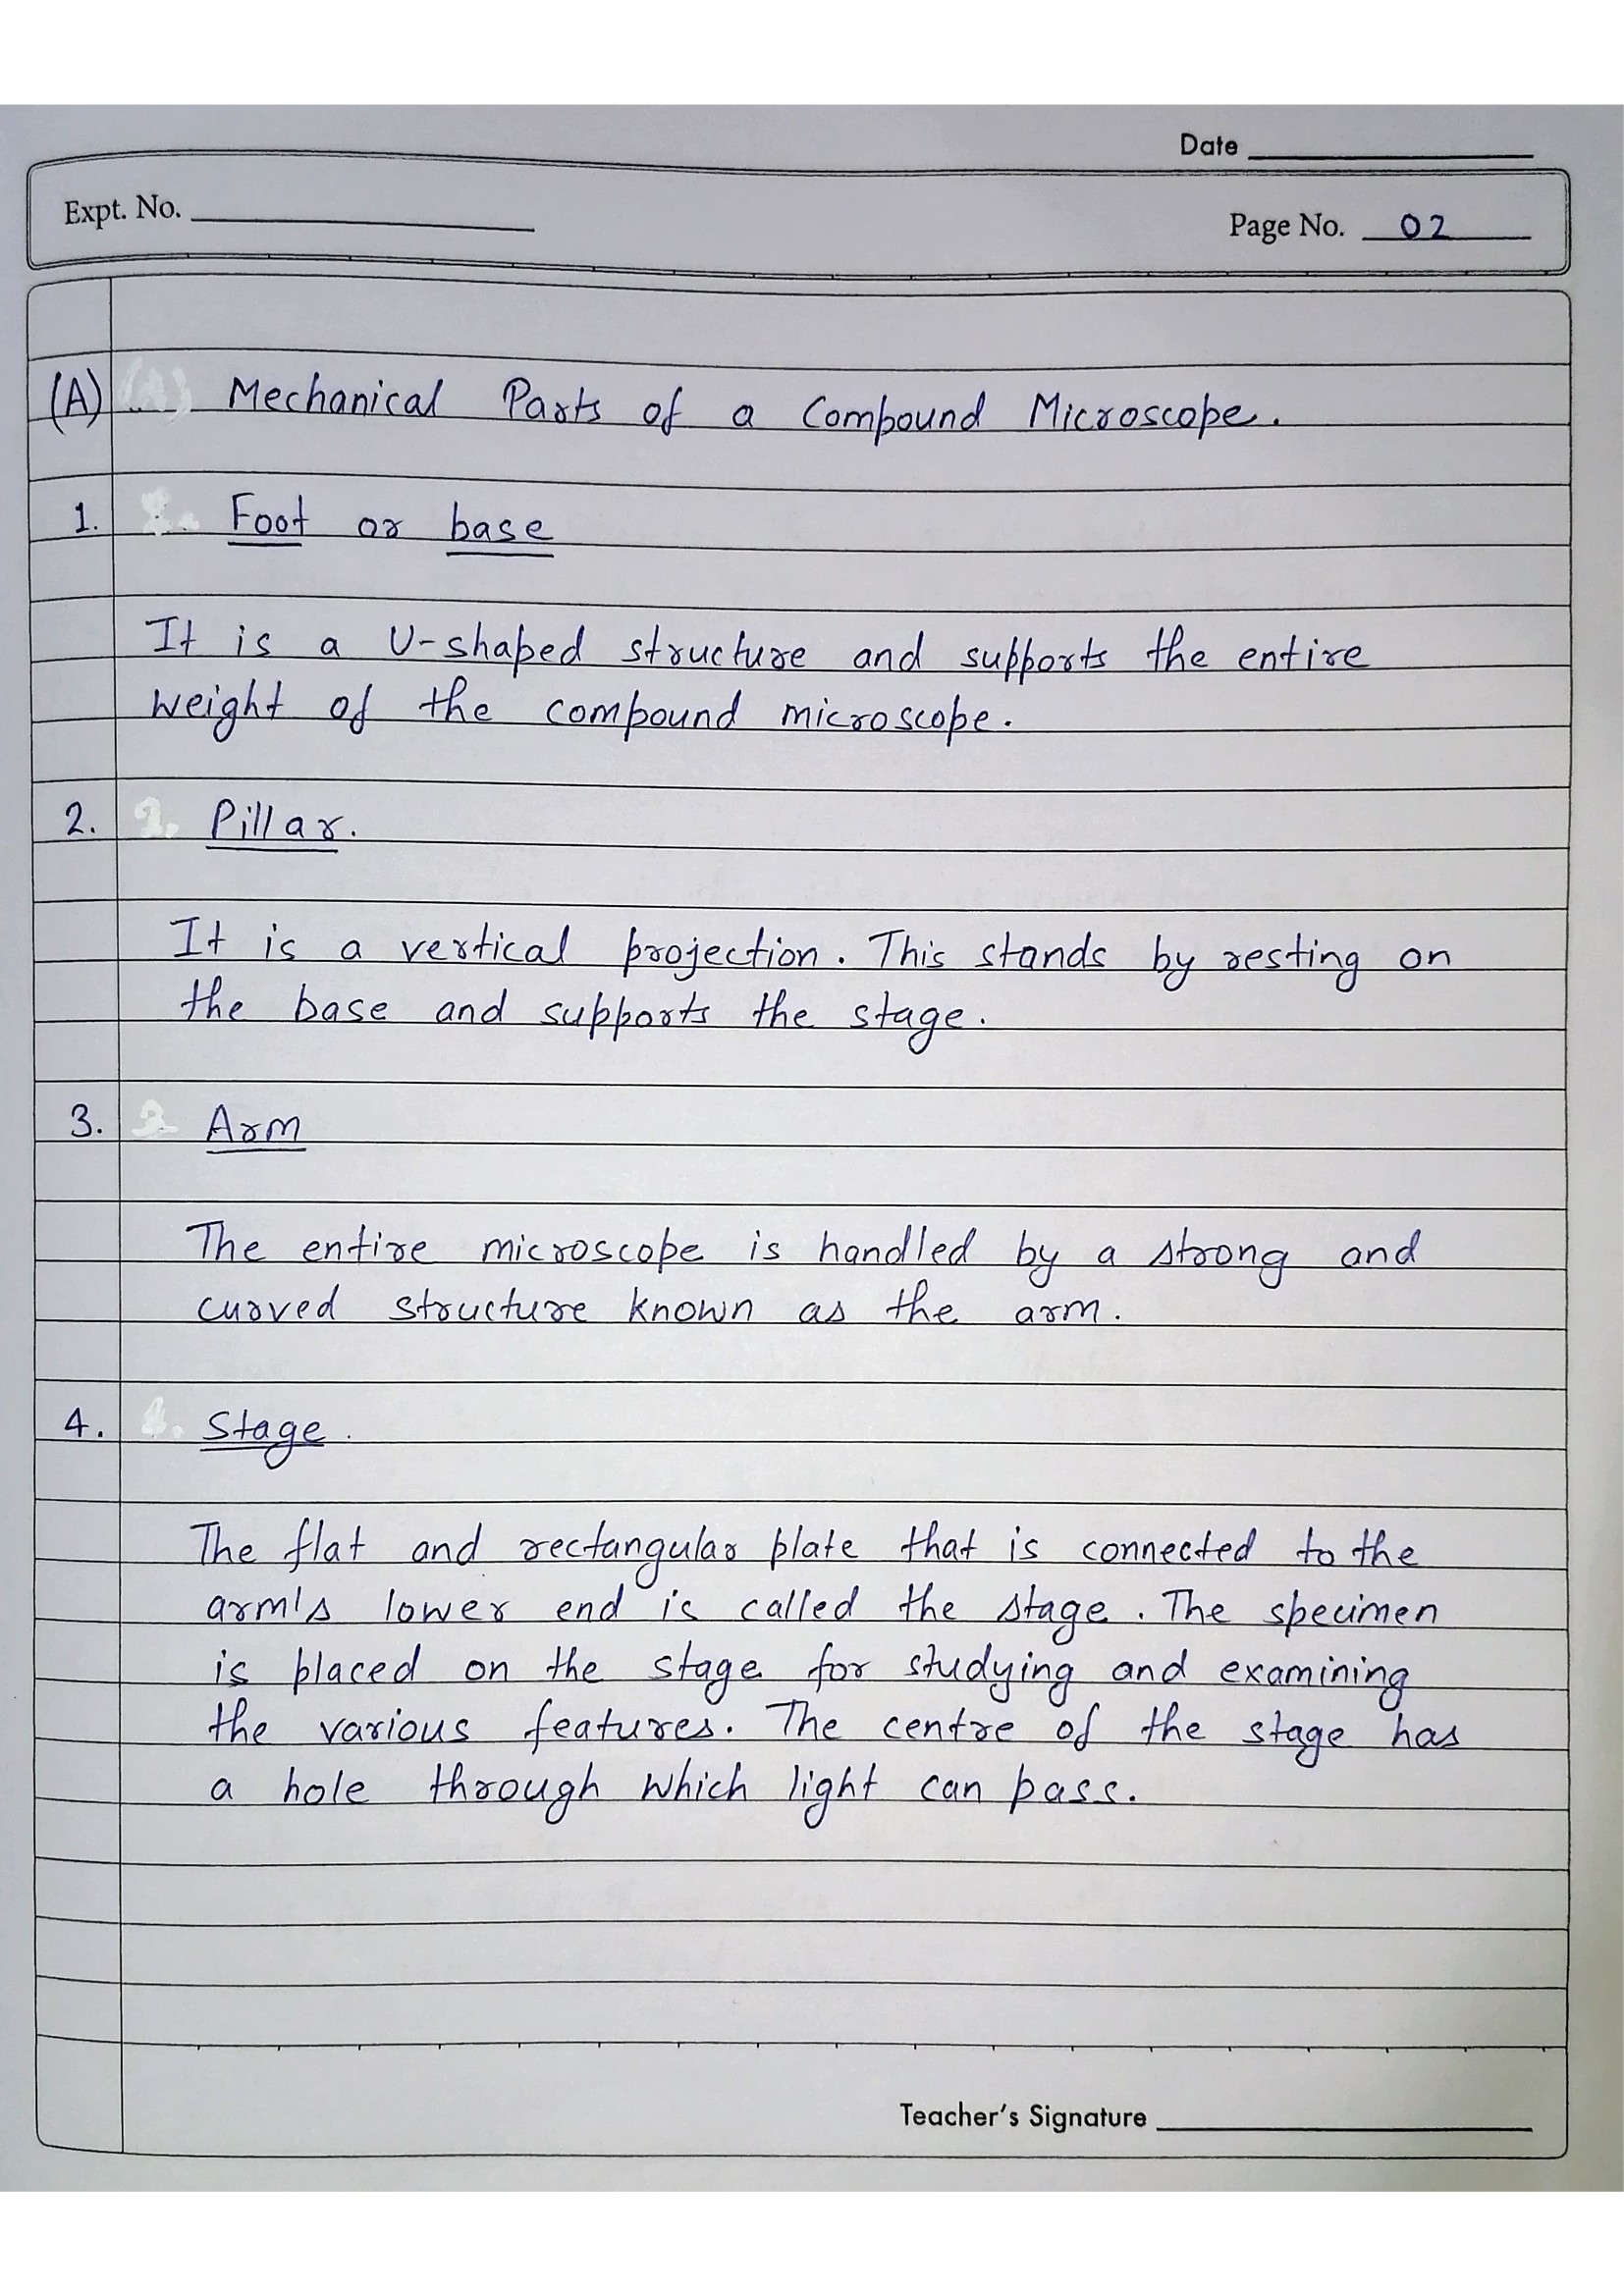 Date
Expt. No.
Page No. 02
(A) Mechanical Parts of a Compound Microscope.
1. Foot or base
It is a U-shaped structure and supports the entire
weight of the compound microscope.
2. Pillar.
It is a vertical projection. This stands by resting on
the base and supports the stage.
3. Arm
The entire microscope is handled by a strong and
curved structure known as the arm.
4. Stage.
The flat and rectangular plate that is connected to the
arm's lower end is called the stage. The specimen
is placed on the stage for studying and examining
the various features. The centre of the stage has
a hole through which light can pass.
Teacher's Signature